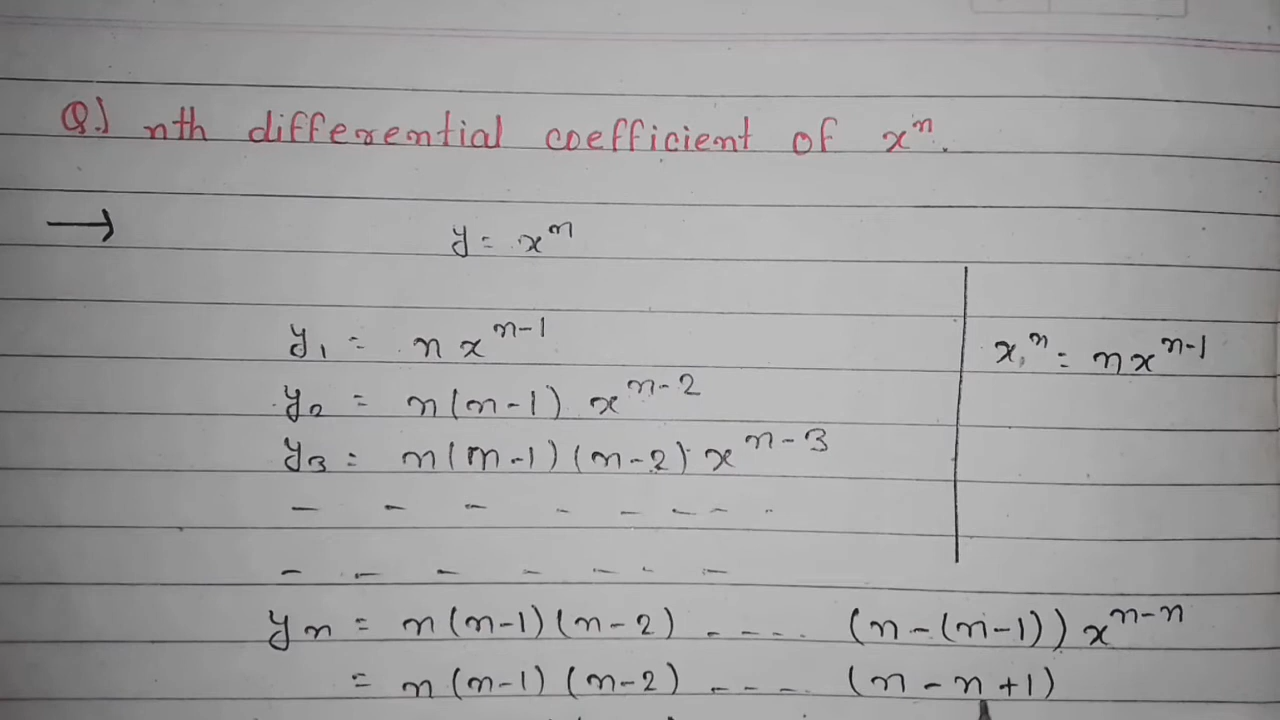 Q.) nth differential coefficient of xⁿ.
→ y = xⁿ
y₁ = n xⁿ⁻¹
x₁ⁿ = n xⁿ⁻¹
y₂ = n(n-1) xⁿ⁻²
y₃ = n(n-1)(n-2) xⁿ⁻³
- - - - - - -
- - - - - - -
yₙ = n(n-1)(n-2) ---- (n-(n-1)) xⁿ⁻ⁿ
= n(n-1)(n-2) ---- (n-n+1)